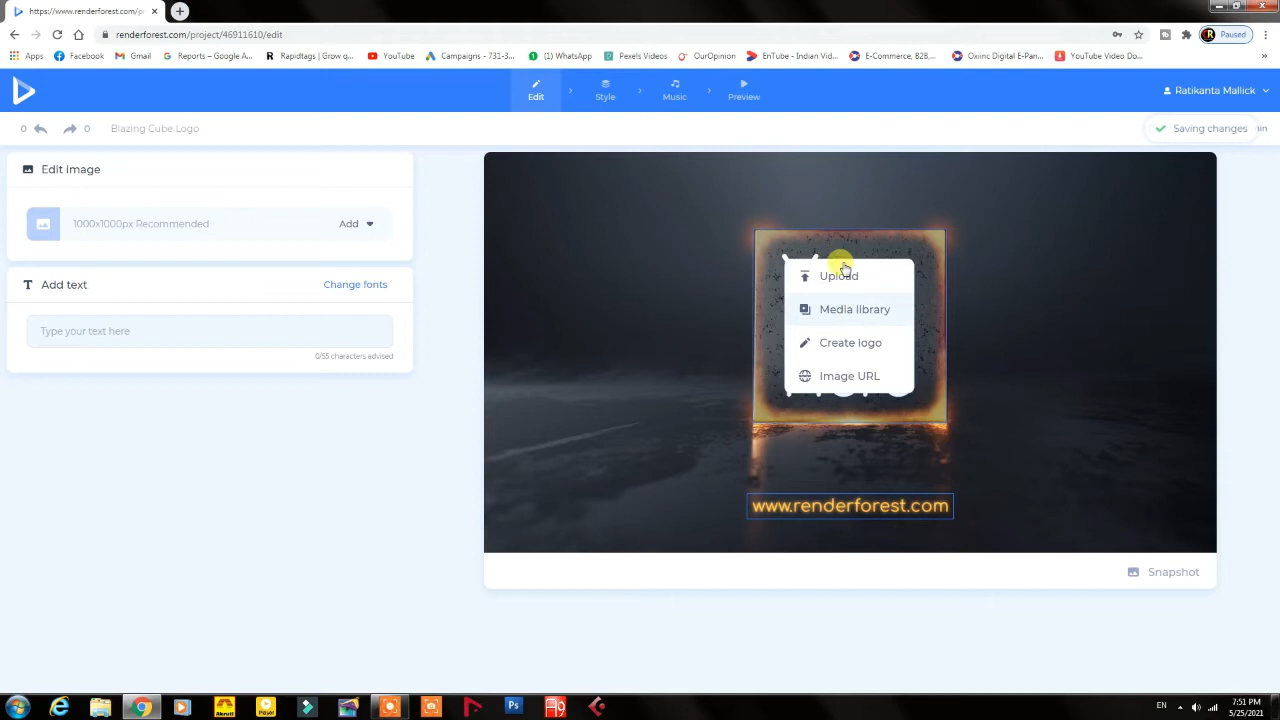 https://www.renderforest.com/p
renderforest.com/project/46911610/edit
Paused
Apps
Facebook
Gmail
Reports – Google A...
Rapidtags | Grow q...
YouTube
Campaigns - 731-3...
(1) WhatsApp
Pexels Videos
OurOpinion
EnTube - Indian Vid...
E-Commerce, B2B,...
Oxiinc Digital E-Pan...
YouTube Video Do...
»
Edit
Style
Music
Preview
Ratikanta Mallick
0
0
Blazing Cube Logo
Saving changes
Edit Image
1000x1000px Recommended
Add
Add text
Change fonts
Type your text here
0/55 characters advised
Upload
Media library
Create logo
Image URL
www.renderforest.com
Snapshot
EN
7:51 PM
5/25/2021